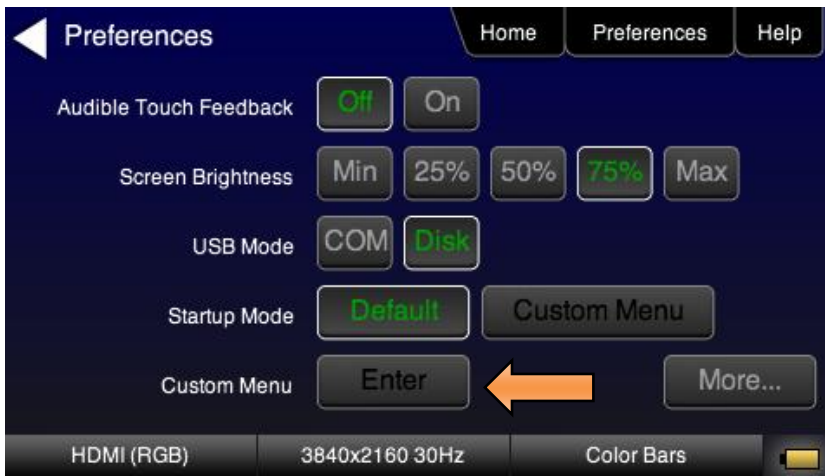 Preferences Home Preferences Help
Audible Touch Feedback Off On
Screen Brightness Min 25% 50% 75% Max
USB Mode COM Disk
Startup Mode Default Custom Menu
Custom Menu Enter More...
HDMI (RGB) 3840x2160 30Hz Color Bars